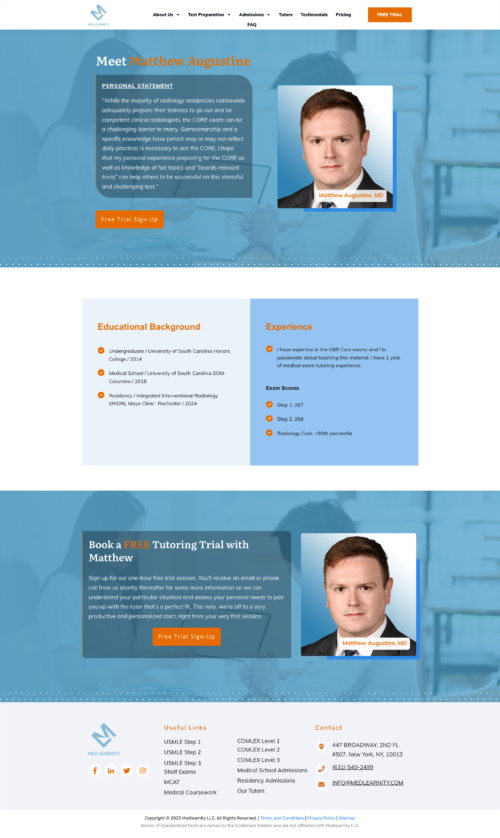 About Us Test Preparation Admissions Tutors Testimonials Pricing
FAQ
FREE TRIAL
MEDLEARNITY
Meet Matthew Augustine
PERSONAL STATEMENT
"While the majority of radiology residencies nationwide
adequately prepare their trainees to go out and be
competent clinical radiologists, the CORE exam can be
a challenging barrier to many. Gamesmanship and a
specific knowledge base (which may or may not reflect
daily practice) is necessary to ace the CORE. I hope
that my personal experience preparing for the CORE as
well as knowledge of hot topics and "boards relevant
trivia" can help others to be successful on this stressful
and challenging test."
Matthew Augustine, MD
Free Trial Sign-Up
Educational Background
Undergraduate / University of South Carolina Honors
College / 2014
Medical School / University of South Carolina SOM-
Columbia / 2018
Residency / Integrated Interventional Radiology
(IR/DR), Mayo Clinic- Rochester / 2024
Experience
I have expertise in the ABR Core exams and I'm
passionate about teaching this material. I have 1 year
of medical exam tutoring experience.
Exam Scores
Step 1: 267
Step 2: 268
Radiology Core: >90th percentile
Book a FREE Tutoring Trial with
Matthew
Sign up for our one-hour free trial session. You'll receive an email or phone
call from us shortly thereafter for some more information so we can
understand your particular situation and assess your personal needs to pair
you up with the tutor that's a perfect fit. This way, we're off to a very
productive and personalized start, right from your very first session.
Free Trial Sign-Up
Matthew Augustine, MD
MEDLEARNITY
Useful Links
USMLE Step 1
USMLE Step 2
USMLE Step 3
Shelf Exams
MCAT
Medical Coursework
COMLEX Level 1
COMLEX Level 2
COMLEX Level 3
Medical School Admissions
Residency Admissions
Our Tutors
Contact
447 BROADWAY, 2ND FL
#507, New York, NY, 10013
(631) 540-2499
INFO@MEDLEARNITY.COM
Copyright © 2023 Medlearnity LLC. All Rights Reserved. | Terms and Conditions | Privacy Policy | Sitemap
Names of standardized tests are owned by the trademark holders and are not affiliated with Medlearnity LLC.